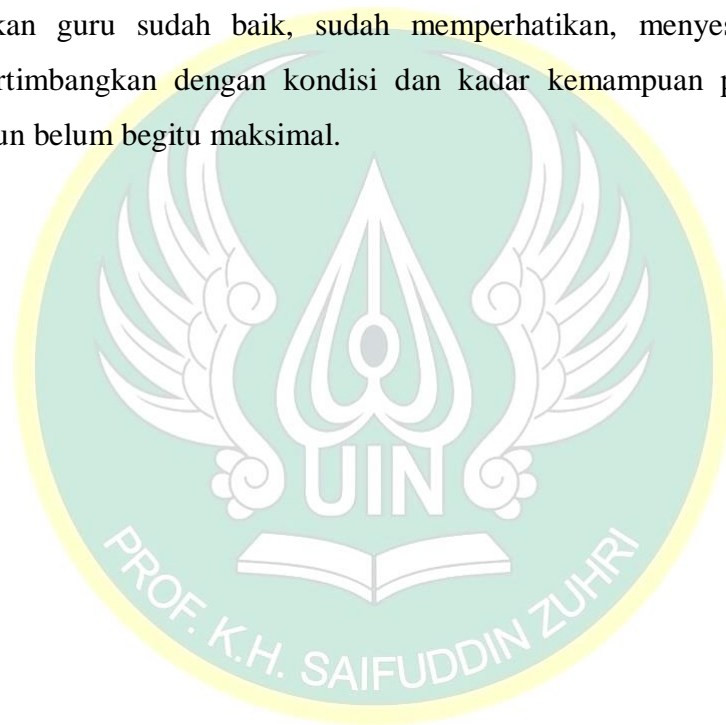 kan guru sudah baik, sudah memperhatikan, menyes
rtimbangkan dengan kondisi dan kadar kemampuan p
un belum begitu maksimal.
UIN
PROF. K.H. SAIFUDDIN ZUHRI